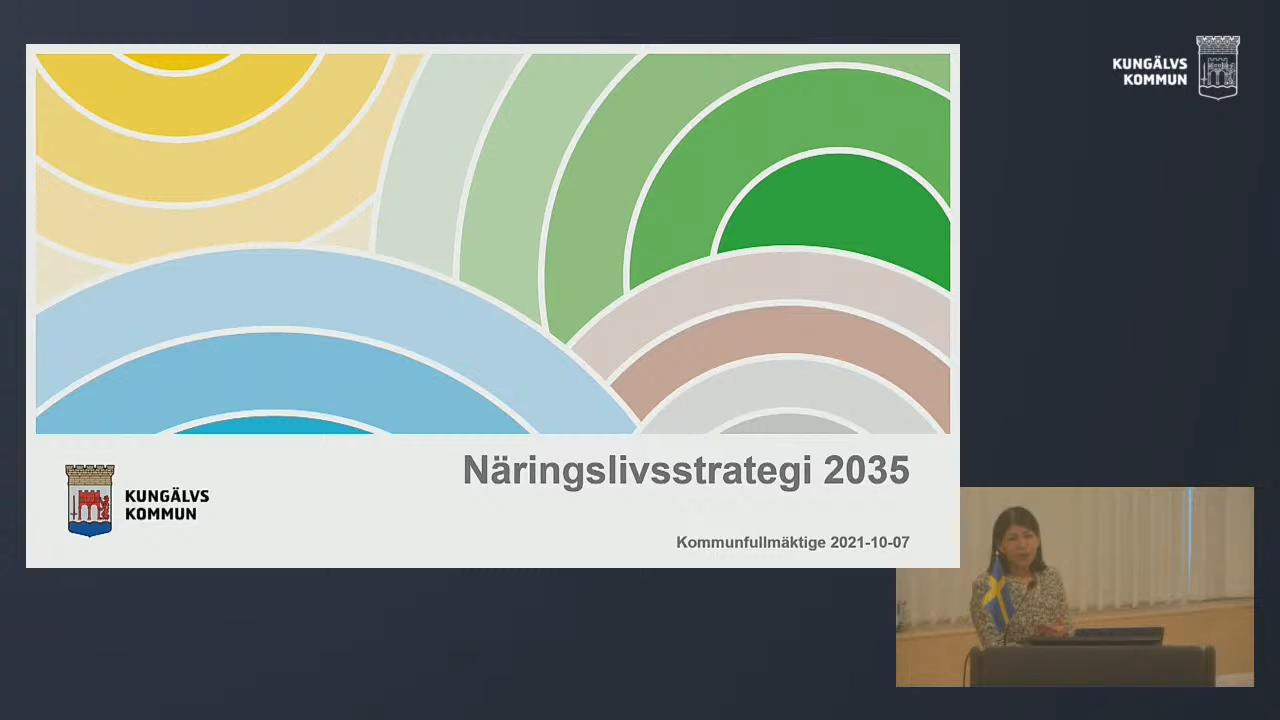 KUNGÄLVS
KOMMUN
Näringslivsstrategi 2035
KUNGÄLVS
KOMMUN
Kommunfullmäktige 2021-10-07